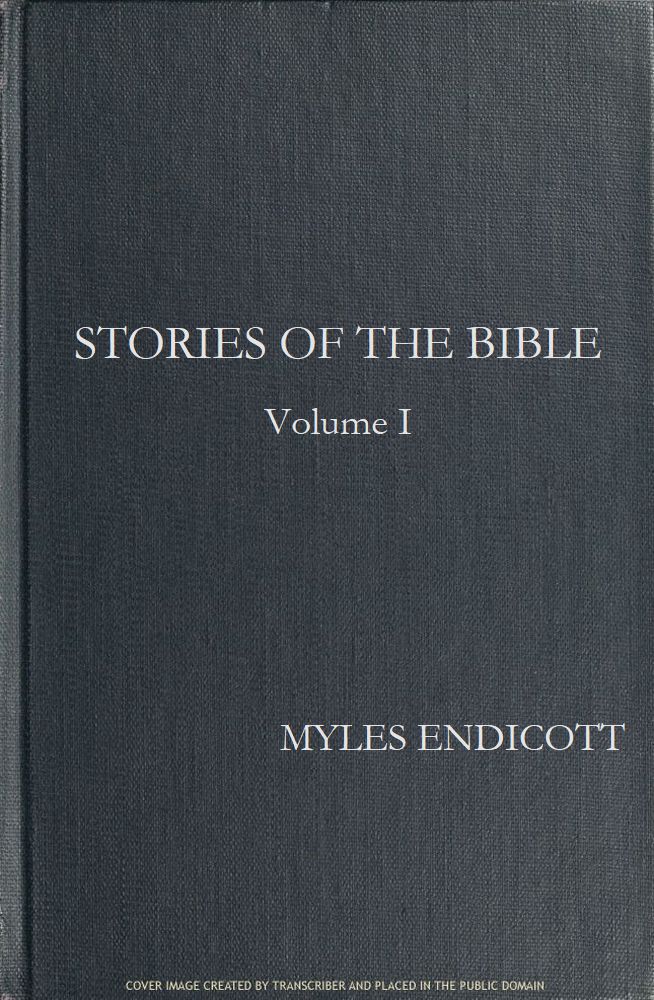 STORIES OF THE BIBLE
Volume I
MYLES ENDICOTT
COVER IMAGE CREATED BY TRANSCRIBER AND PLACED IN THE PUBLIC DOMAIN